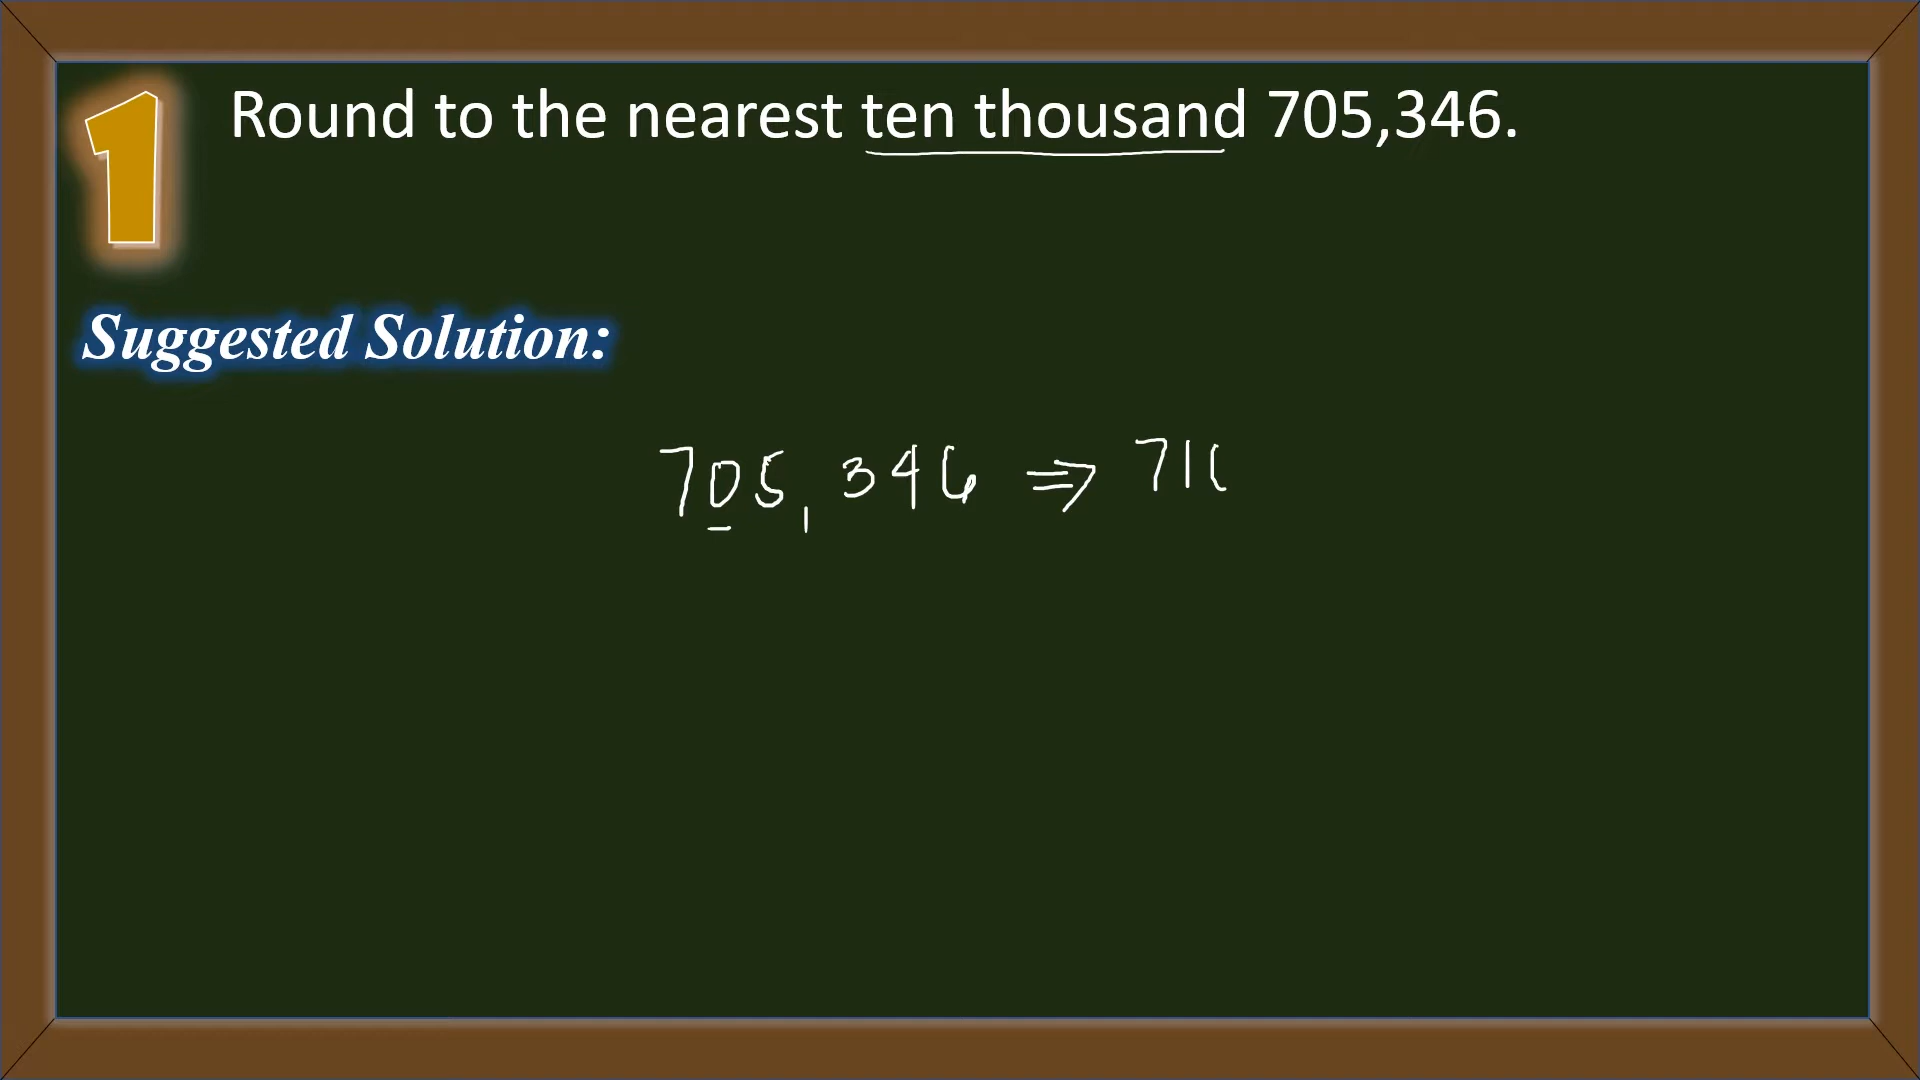 1
Round to the nearest ten thousand 705,346.
Suggested Solution:
705,346 ⇒ 71